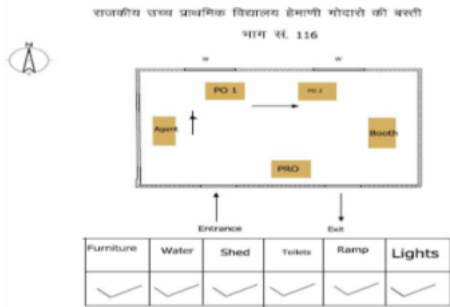 राजकीय उच्च प्राथमिक विद्यालय हेमाणी गोदारो की बस्ती
भाग सं. 116
N
W W
PO 1 PO 2
Agent Booth
PRO
Entrance Exit
Furniture Water Shed Toilets Ramp Lights